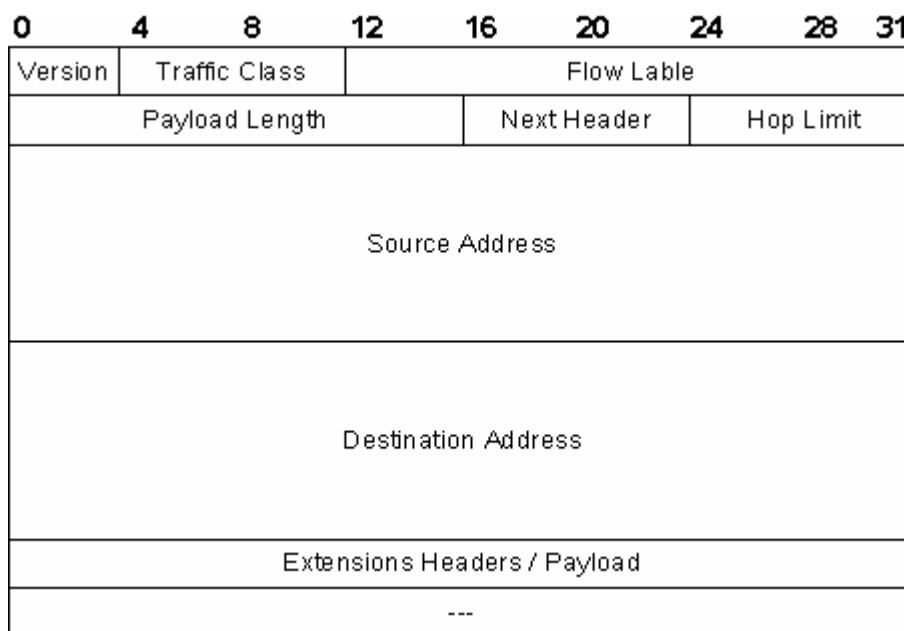 0 4 8 12 16 20 24 28 31
Version Traffic Class Flow Lable
Payload Length Next Header Hop Limit
Source Address
Destination Address
Extensions Headers / Payload
---